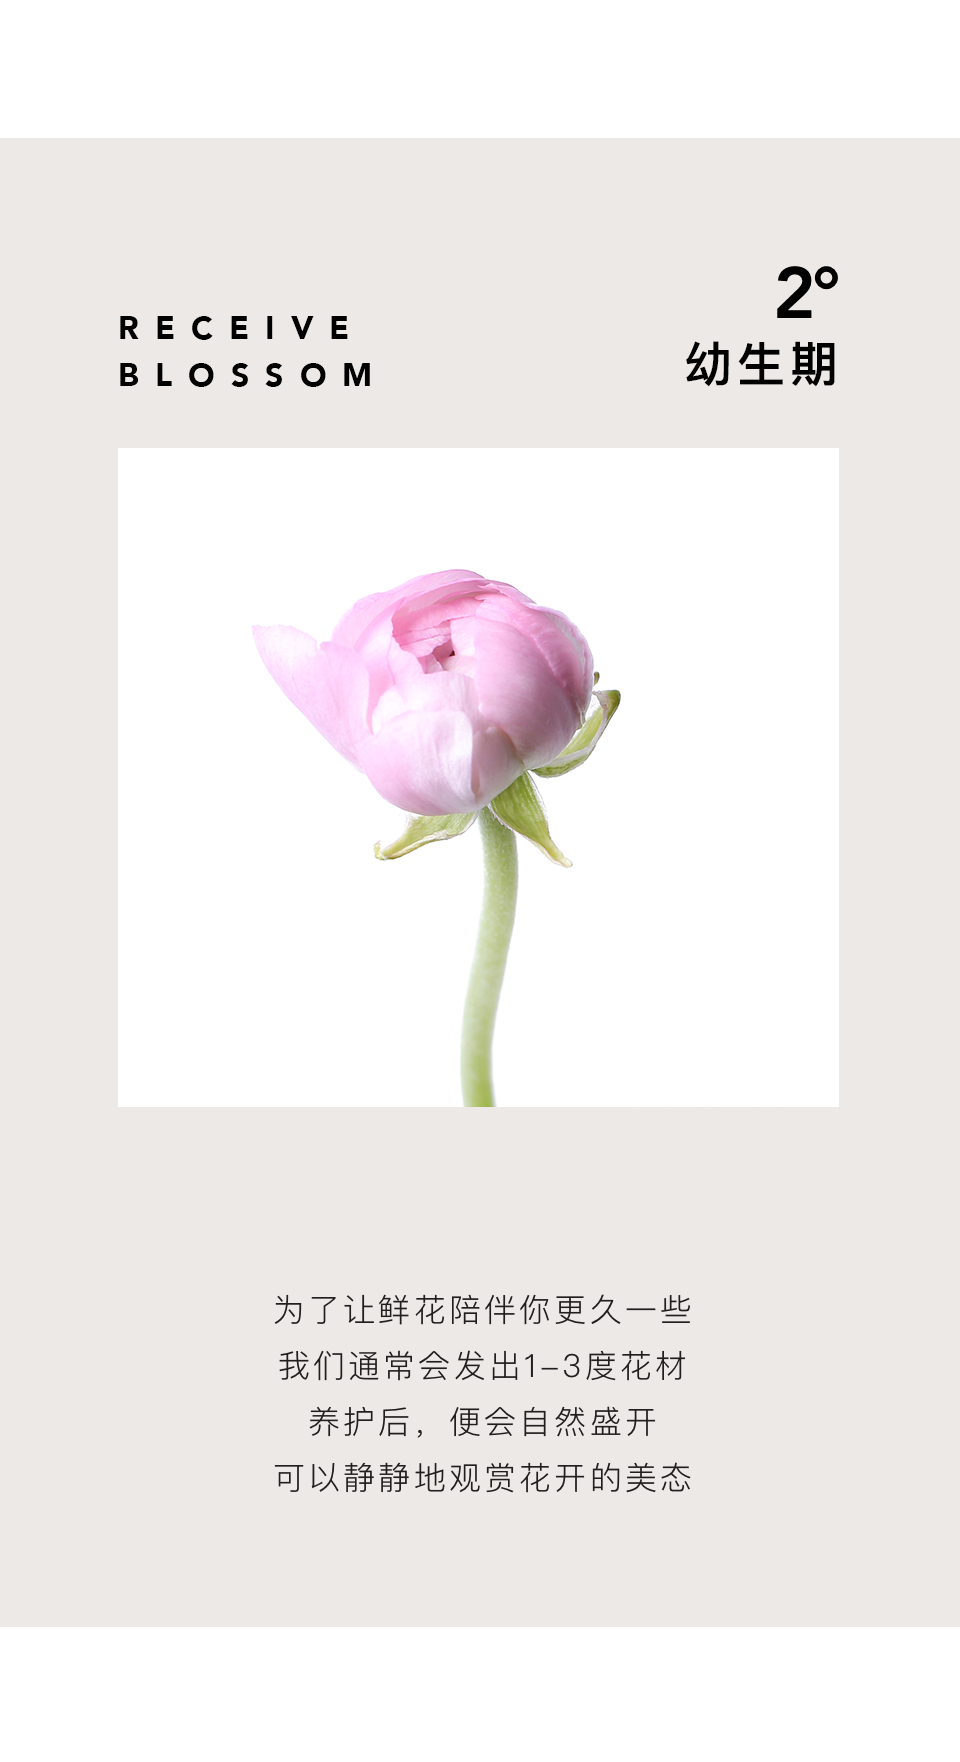 RECEIVE
BLOSSOM
2°
幼生期
为了让鲜花陪伴你更久一些
我们通常会发出1–3度花材
养护后，便会自然盛开
可以静静地观赏花开的美态